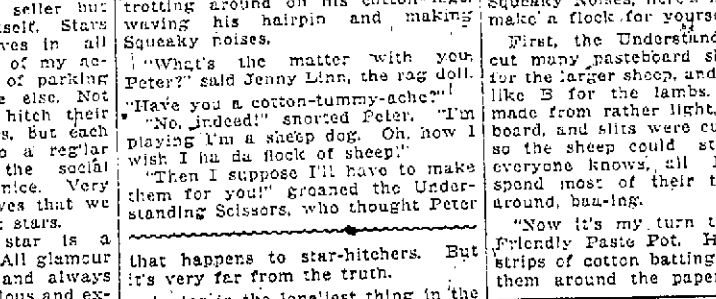 seller but
self. Stars
ves in all
of my ac-
of parking
e else. Not
hitch their
s, but each
o a reg'lar
the social
nice. Very
ves that we
stars.
star is a
All glamour
and always
ous and ex-
trotting around on his
waving his hairpin and making
Squeaky noises.
"What's the matter with you,
Peter?" said Jenny Linn, the rag doll.
"Have you a cotton-tummy-ache?"
"No, indeed!" snorted Peter. "I'm
playing I'm a sheep dog. Oh, how I
wish I ha da flock of sheep!"
"Then I suppose I'll have to make
them for you!" groaned the Under-
standing Scissors, who thought Peter
that happens to star-hitchers. But
it's very far from the truth.
the loneliest thing in the
Squeaky Noises,
make a flock for yourse
First, the Understand
cut many pasteboard s
for the larger sheep, and
like B for the lambs.
made from rather light,
board, and slits were cu
so the sheep could st
everyone knows, all
spend most of their t
around, baa-ing.
"Now it's my turn t
Friendly Paste Pot. H
strips of cotton batting
them around the paper